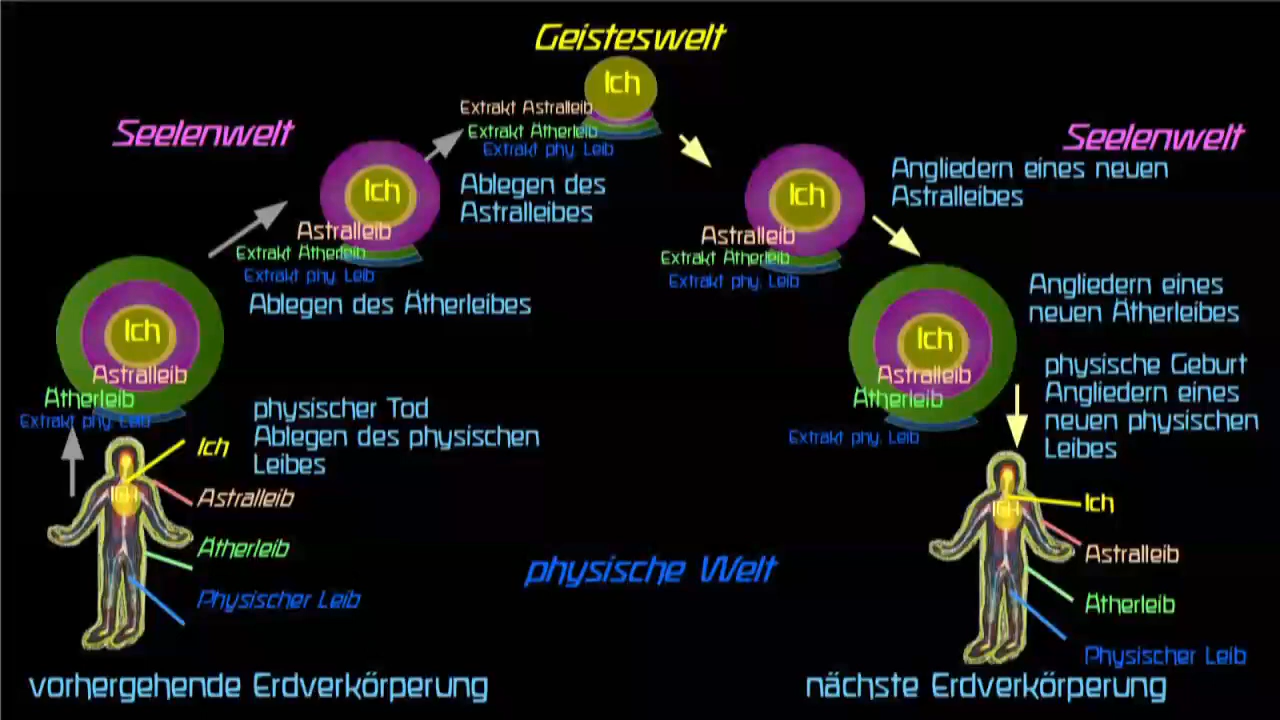 Geisteswelt
Ich
Extrakt Astralleib
Extrakt Ätherleib
Extrakt phy. Leib
Seelenwelt
Ich
Astralleib
Extrakt Ätherleib
Extrakt phy. Leib
Ablegen des
Astralleibes
Ablegen des Ätherleibes
Ich
Astralleib
Ätherleib
Extrakt phy. Leib
physischer Tod
Ablegen des physischen
Leibes
ICH
Ich
Astralleib
Ätherleib
Physischer Leib
vorhergehende Erdverkörperung
physische Welt
Seelenwelt
Ich
Astralleib
Extrakt Ätherleib
Extrakt phy. Leib
Angliedern eines neuen
Astralleibes
Ich
Astralleib
Ätherleib
Extrakt phy. Leib
Angliedern eines
neuen Ätherleibes
physische Geburt
Angliedern eines
neuen physischen
Leibes
ICH
Ich
Astralleib
Ätherleib
Physischer Leib
nächste Erdverkörperung